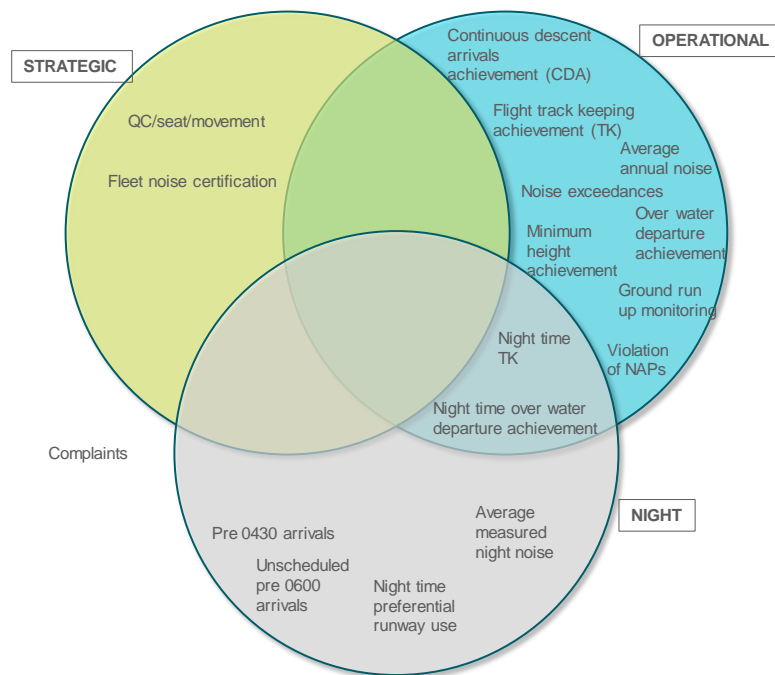 Continuous descent
arrivals
achievement (CDA)
OPERATIONAL
STRATEGIC
QC/seat/movement
Flight track keeping
achievement (TK)
Average
annual noise
Fleet noise certification
Noise exceedances
Over water
departure
achievement
Minimum
height
achievement
Ground run
up monitoring
Night time
TK
Violation
of NAPs
Night time over water
departure achievement
Complaints
NIGHT
Average
measured
night noise
Pre 0430 arrivals
Unscheduled
pre 0600
arrivals
Night time
preferential
runway use